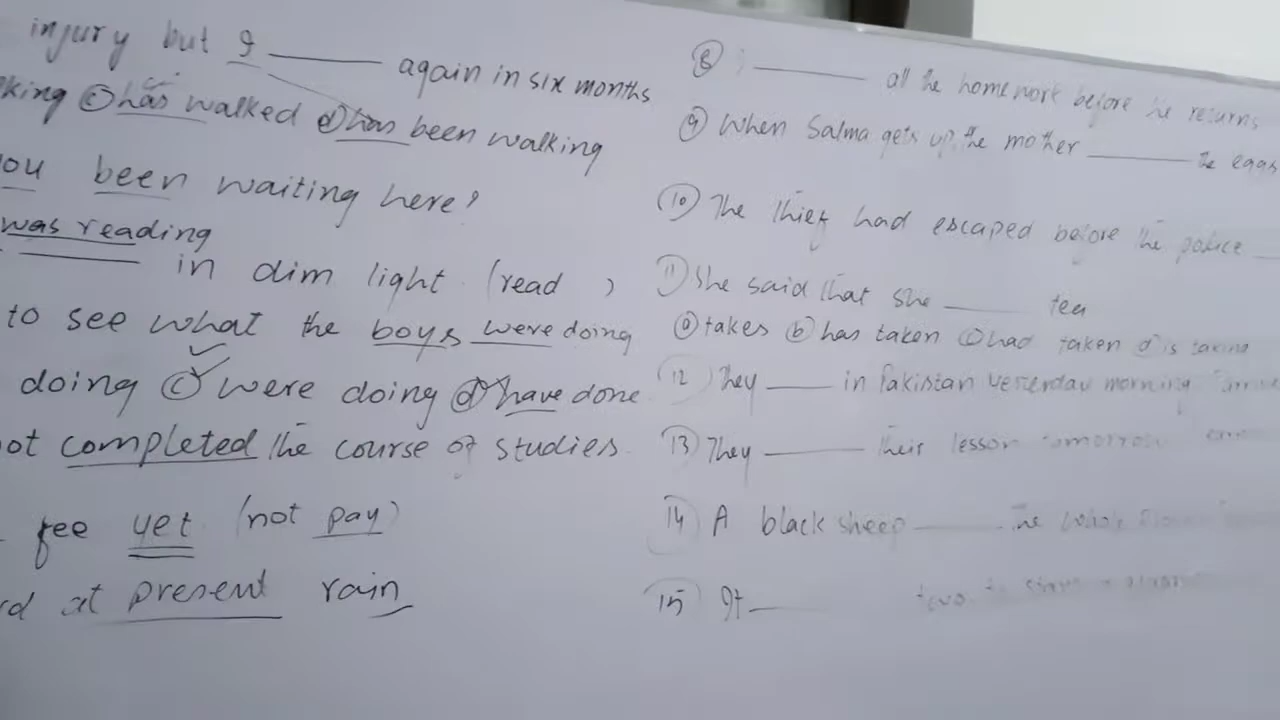 injury but I ______ again in six months
king (c) has walked (d) has been walking
ou been waiting here?
was reading
______ in dim light (read )
to see what the boys were doing
doing (c) were doing (d) have done
ot completed the course of studies
fee yet (not pay)
d at present rain
(8) ______ all the homework before he returns
(9) When Salma gets up the mother ______ the eggs
(10) The thief had escaped before the police
(11) She said that she ______ tea
(a) takes (b) has taken (c) had taken d is taking
(12) They ______ in Pakistan yesterday morning
(13) They ______ their lesson tomorrow
(14) A black sheep ______ the whole
15) It ______